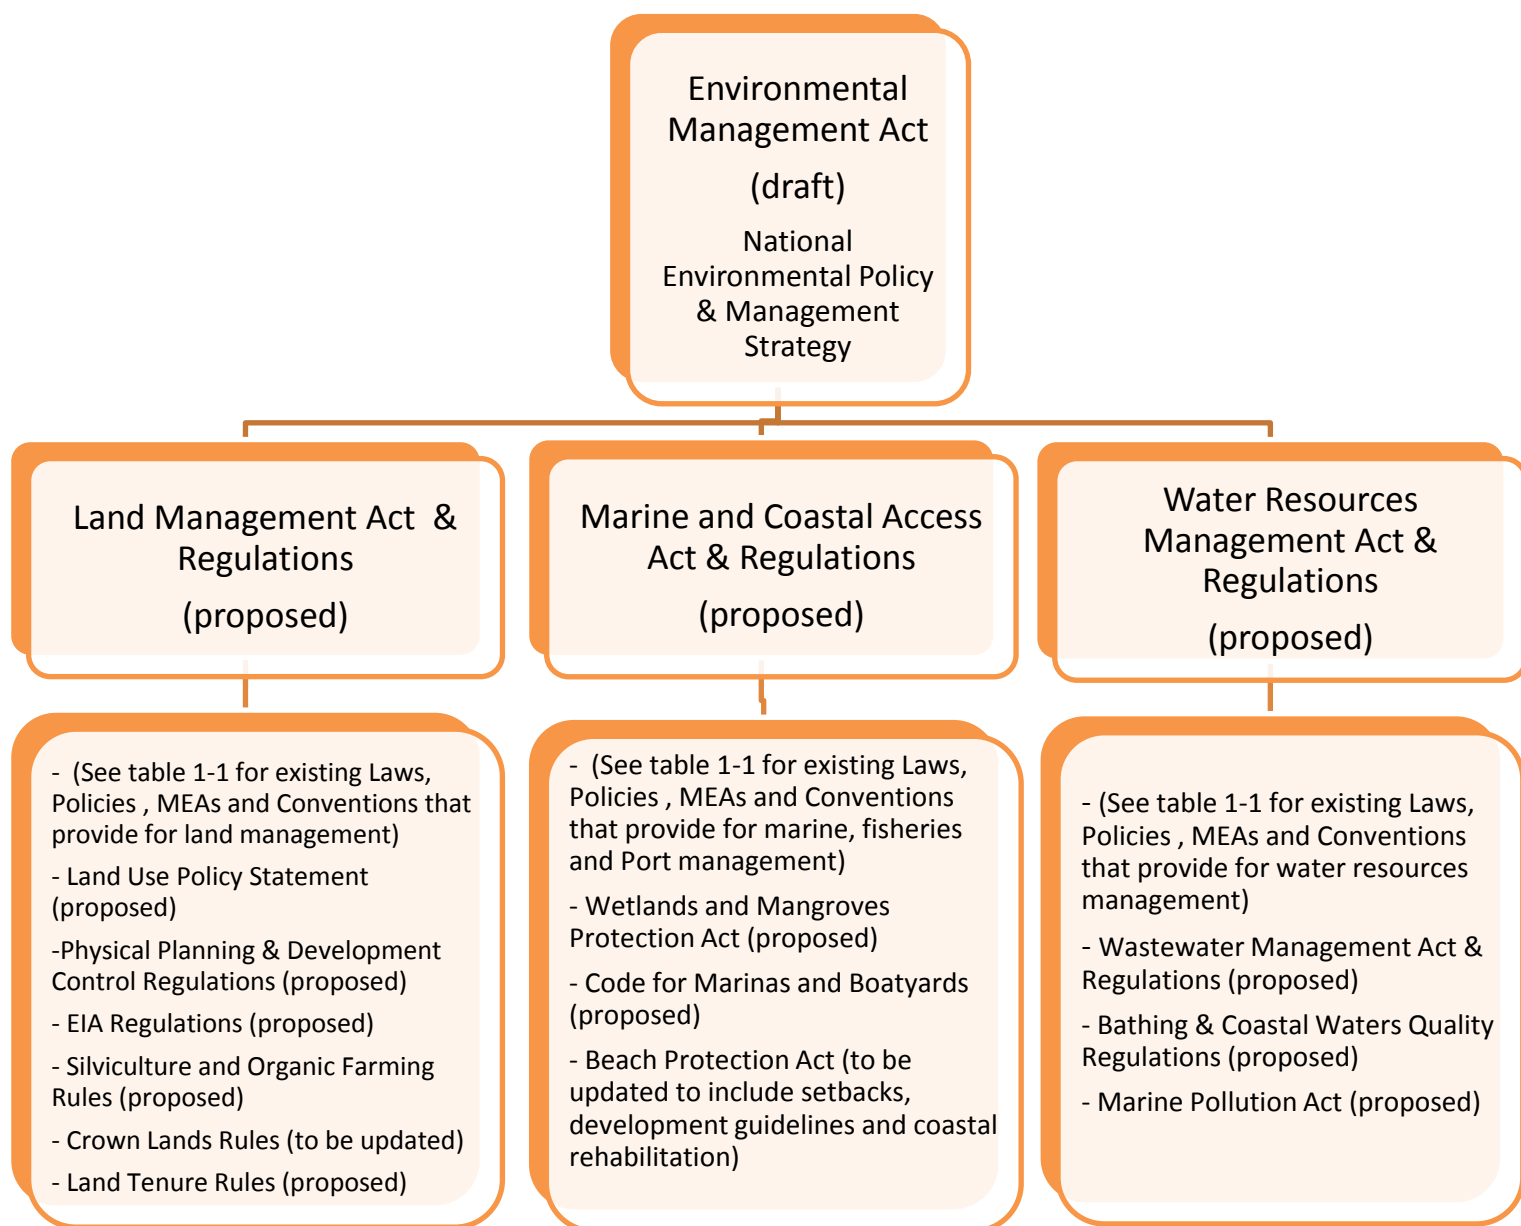 Environmental
Management Act
(draft)
National
Environmental Policy
& Management
Strategy
Land Management Act  &
Regulations
(proposed)
Marine and Coastal Access
Act & Regulations
(proposed)
Water Resources
Management Act &
Regulations
(proposed)
-  (See table 1-1 for existing Laws,
Policies , MEAs and Conventions that
provide for land management)
- Land Use Policy Statement
(proposed)
-Physical Planning & Development
Control Regulations (proposed)
- EIA Regulations (proposed)
- Silviculture and Organic Farming
Rules (proposed)
- Crown Lands Rules (to be updated)
- Land Tenure Rules (proposed)
-  (See table 1-1 for existing Laws,
Policies , MEAs and Conventions
that provide for marine, fisheries
and Port management)
- Wetlands and Mangroves
Protection Act (proposed)
- Code for Marinas and Boatyards
(proposed)
- Beach Protection Act (to be
updated to include setbacks,
development guidelines and coastal
rehabilitation)
- (See table 1-1 for existing Laws,
Policies , MEAs and Conventions
that provide for water resources
management)
- Wastewater Management Act &
Regulations (proposed)
- Bathing & Coastal Waters Quality
Regulations (proposed)
- Marine Pollution Act (proposed)